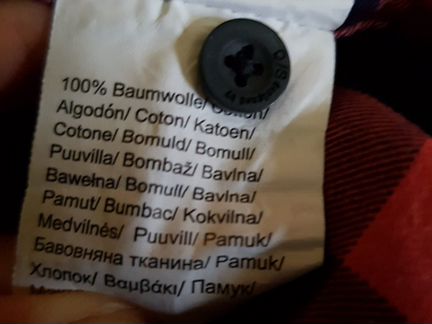 100% Baumwolle/ Cotton/
Algodón/ Coton/ Katoen/
Cotone/ Bomuld/ Bomull/
Puuvilla/ Bombaž/ Bavlna/
Bawełna/ Bomull/ Bavlna/
Pamut/ Bumbac/ Kokvilna/
Medvilnės/ Puuvill/ Pamuk/
Бавовняна тканина/ Pamuk/
Хлопок/ Βαμβάκι/ Памук/